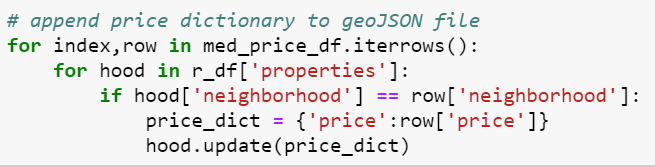 # append price dictionary to geoJSON file
for index,row in med_price_df.iterrows():
    for hood in r_df['properties']:
        if hood['neighborhood'] == row['neighborhood']:
            price_dict = {'price':row['price']}
            hood.update(price_dict)